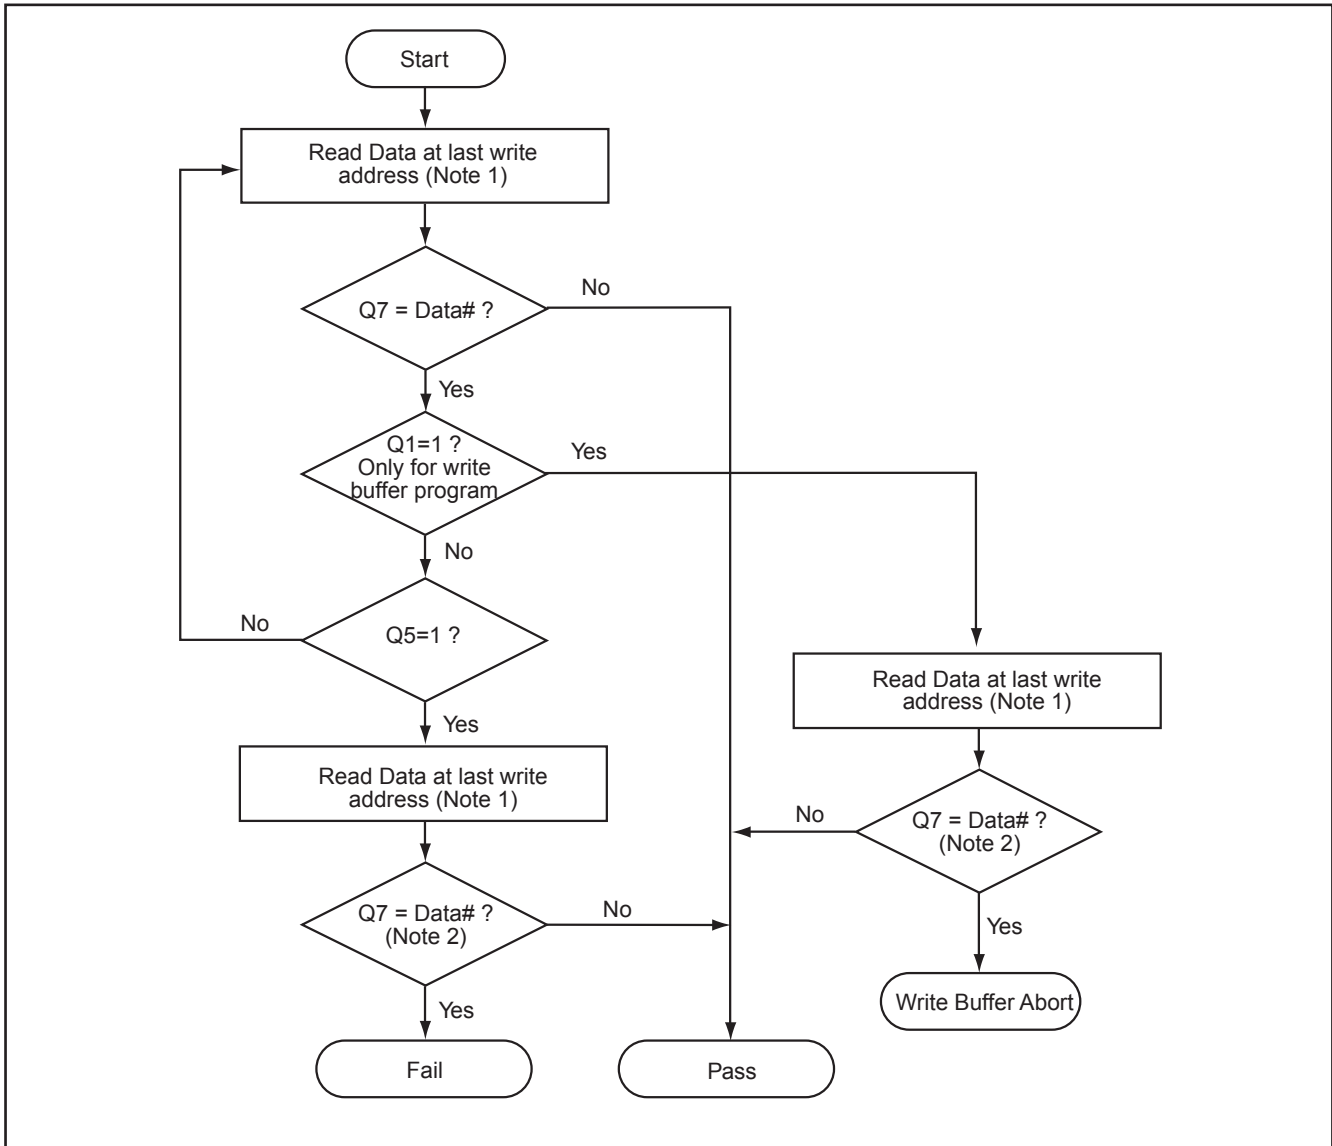 Start
Read Data at last write
address (Note 1)
Q7 = Data# ?
No
Yes
Q1=1 ?
Only for write
buffer program
Yes
No
Q5=1 ?
No
Yes
Read Data at last write
address (Note 1)
Read Data at last write
address (Note 1)
Q7 = Data# ?
(Note 2)
No
Yes
Q7 = Data# ?
(Note 2)
No
Yes
Write Buffer Abort
Fail
Pass